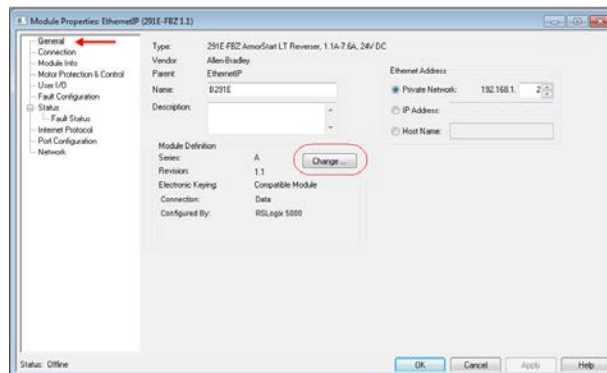 Module Properties: EthernetIP (291E-FBZ 1.1)
General
Connection
Module Info
Motor Protection & Control
User I/O
Fault Configuration
Status
Fault Status
Internet Protocol
Port Configuration
Network
Type: 291E-FBZ ArmorStart LT Reverser, 1.1A-7.6A, 24V DC
Vendor: Allen-Bradley
Parent: EthernetIP
Name: B291E
Description:
Ethernet Address
Private Network: 192.168.1. 2
IP Address:
Host Name:
Module Definition
Series: A
Change ...
Revision: 1.1
Electronic Keying: Compatible Module
Connection: Data
Configured By: RSLogix 5000
Status: Offline
OK
Cancel
Apply
Help